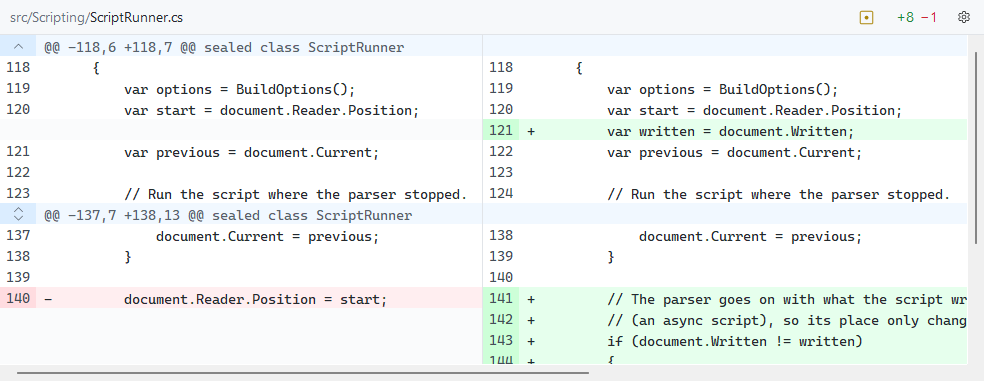 src/Scripting/ScriptRunner.cs +8 −1
@@ −118,6 +118,7 @@ sealed class ScriptRunner
118 { 118 {
119 var options = BuildOptions(); 119 var options = BuildOptions();
120 var start = document.Reader.Position; 120 var start = document.Reader.Position;
121 + var written = document.Written;
121 var previous = document.Current; 122 var previous = document.Current;
122 123
123 // Run the script where the parser stopped. 124 // Run the script where the parser stopped.
@@ −137,7 +138,13 @@ sealed class ScriptRunner
137 document.Current = previous; 138 document.Current = previous;
138 } 139 }
139 140
140 − document.Reader.Position = start; 141 + // The parser goes on with what the script wr
142 + // (an async script), so its place only chang
143 + if (document.Written != written)
144 + {